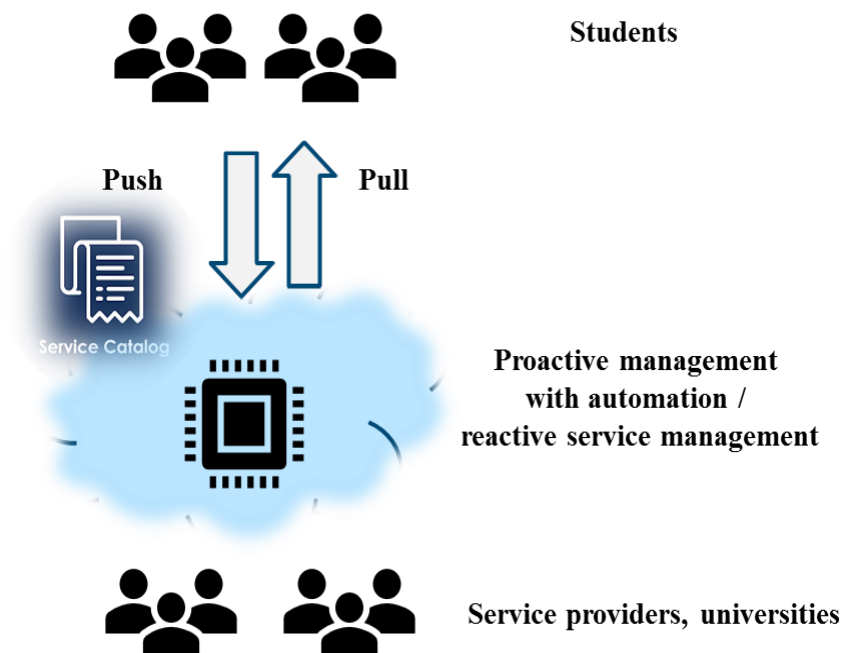 Students
Push
Pull
Service Catalog
Proactive management
with automation /
reactive service management
Service providers, universities